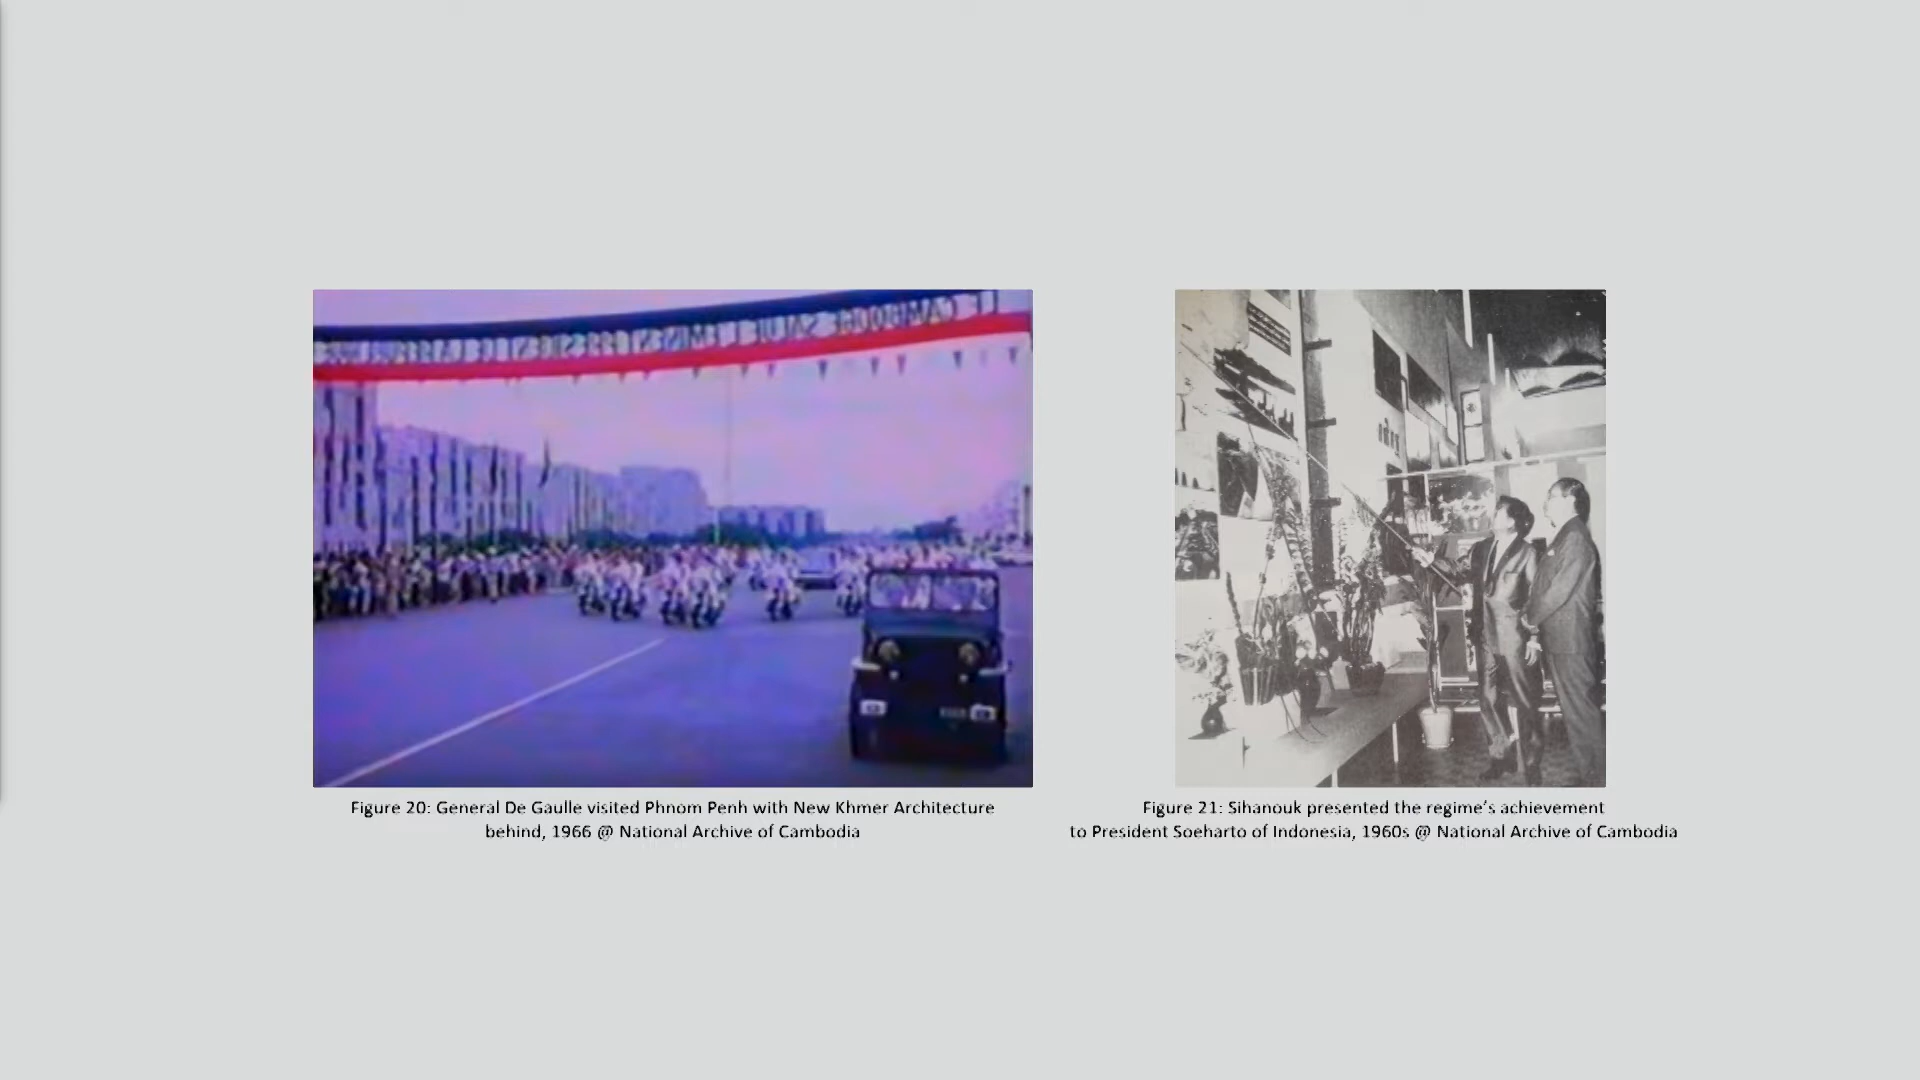 Figure 20: General De Gaulle visited Phnom Penh with New Khmer Architecture
behind, 1966 @ National Archive of Cambodia
Figure 21: Sihanouk presented the regime's achievement
to President Soeharto of Indonesia, 1960s @ National Archive of Cambodia